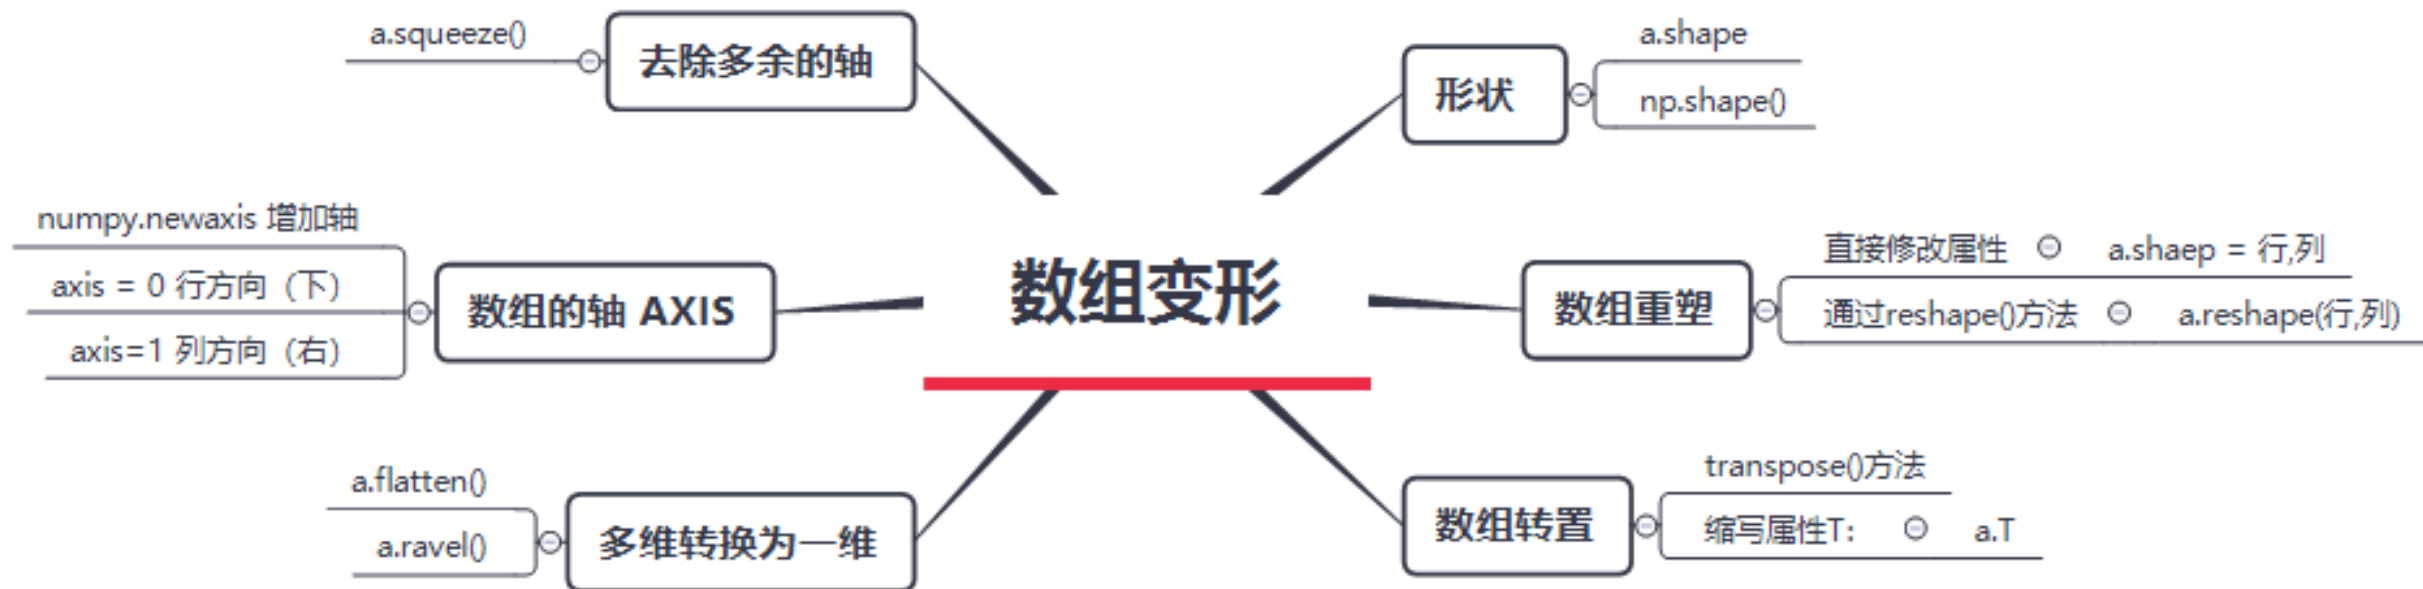 数组变形
形状
a.shape
np.shape()
数组重塑
直接修改属性 a.shaep = 行,列
通过reshape()方法 a.reshape(行,列)
数组转置
transpose()方法
缩写属性T: a.T
去除多余的轴
a.squeeze()
数组的轴 AXIS
numpy.newaxis 增加轴
axis = 0 行方向（下）
axis=1 列方向（右）
多维转换为一维
a.flatten()
a.ravel()